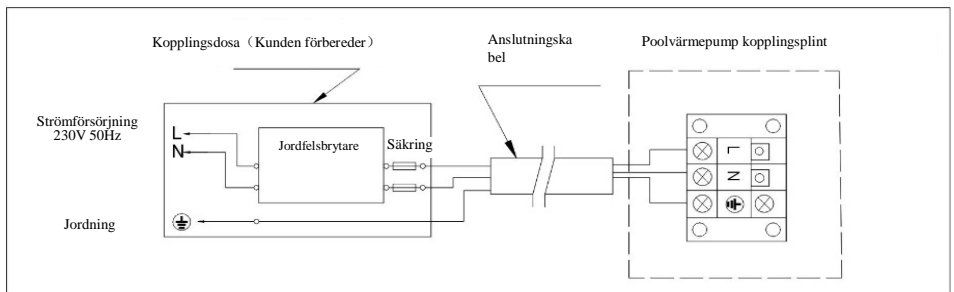 Kopplingsdosa（Kunden förbereder）
Anslutningska
bel
Poolvärmepump kopplingsplint
Strömförsörjning
230V 50Hz
L
N
Jordfelsbrytare
Säkring
Jordning
L
N